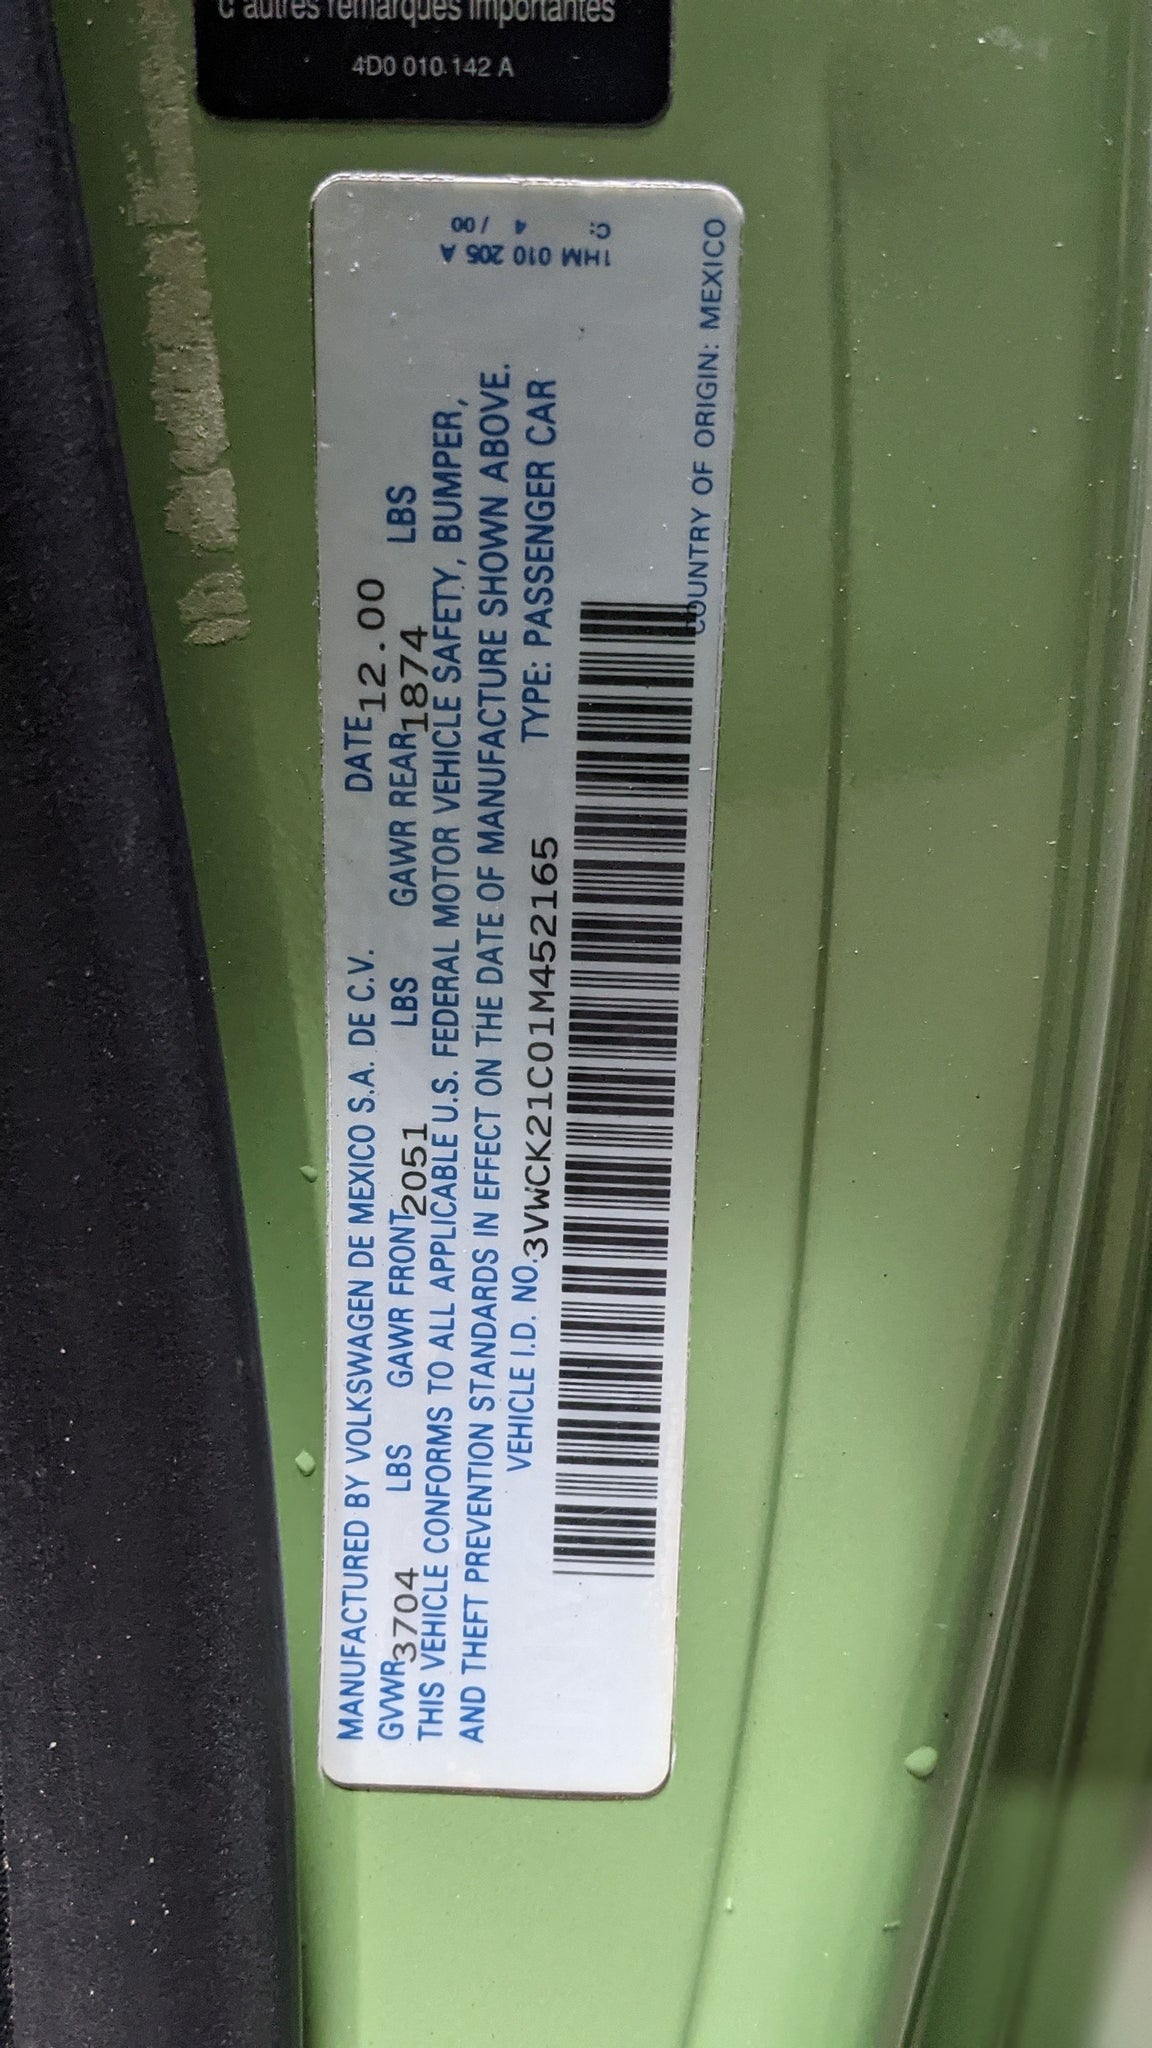 d'autres remarques importantes
4D0 010 142 A
MANUFACTURED BY VOLKSWAGEN DE MEXICO S.A. DE C.V. DATE 12.00
GVWR 3704 LBS GAWR FRONT 2051 LBS GAWR REAR 1874 LBS
THIS VEHICLE CONFORMS TO ALL APPLICABLE U.S. FEDERAL MOTOR VEHICLE SAFETY, BUMPER,
AND THEFT PREVENTION STANDARDS IN EFFECT ON THE DATE OF MANUFACTURE SHOWN ABOVE.
VEHICLE I.D. NO. 3VWCK21C01M452165 TYPE: PASSENGER CAR
COUNTRY OF ORIGIN: MEXICO
1HM 010 205 A
C: 4 /00